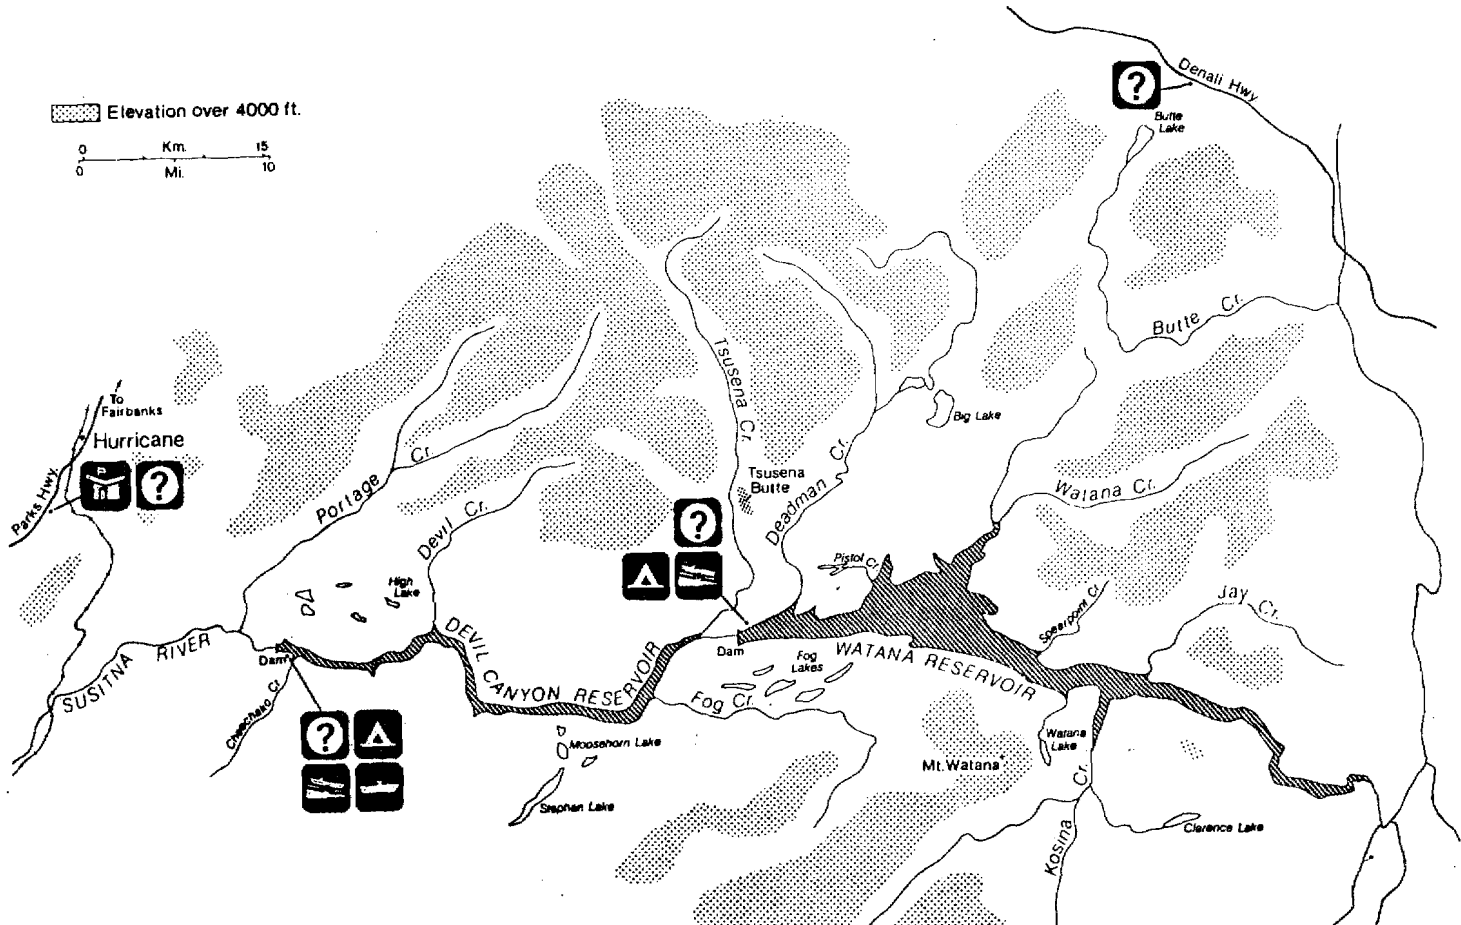 Denali Hwy
?
Butte
Lake
Elevation over 4000 ft.
0 Km. 15
0 Mi. 10
Butte Cr.
Tsusena Cr.
To
Fairbanks
Hurricane
P
?
Parks Hwy
Big Lake
Portage Cr.
Devil Cr.
Tsusena
Butte
Deadman Cr.
Watana Cr.
?
Pistol Cr.
High
Lake
Spearpoint Cr.
Jay Cr.
SUSITNA RIVER
Dam
DEVIL CANYON RESERVOIR
Dam
Fog
Lakes
WATANA RESERVOIR
Fog Cr.
Cheechako Cr.
?
Moosehorn Lake
Stephan Lake
Mt. Watana
Watana
Lake
Kosina Cr.
Clarence Lake